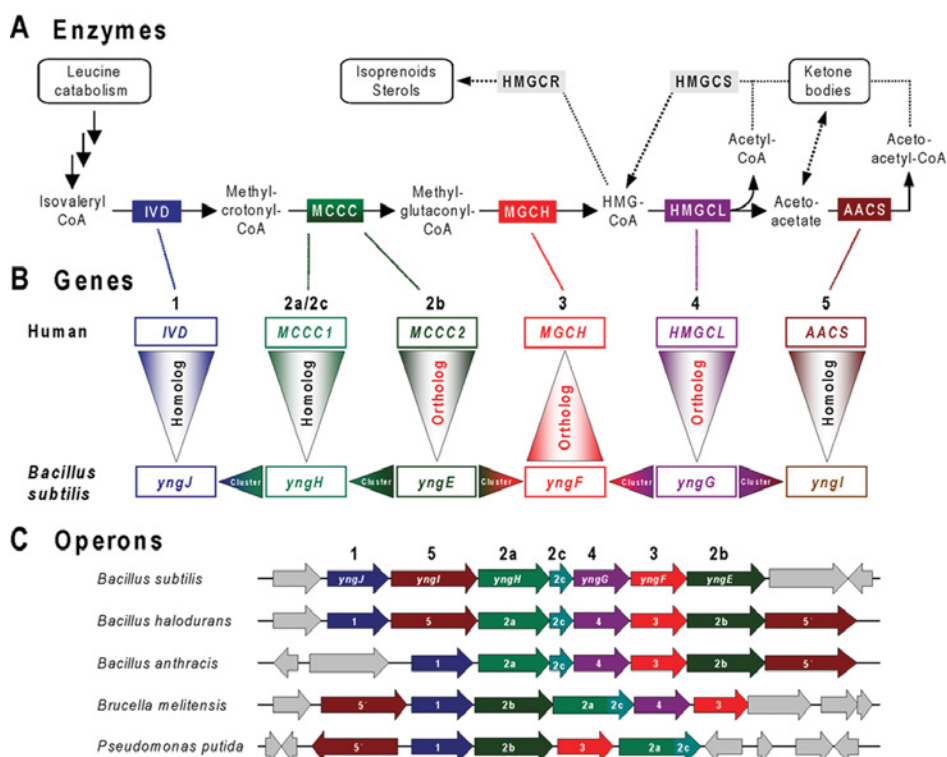 A Enzymes
Leucine
catabolism
Isoprenoids
Sterols
HMGCR
HMGCS
Ketone
bodies
Acetyl-
CoA
Aceto-
acetyl-CoA
Isovaleryl
CoA
IVD
Methyl-
crotonyl-
CoA
MCCC
Methyl-
glutaconyl-
CoA
MGCH
HMG-
CoA
HMGCL
Aceto-
acetate
AACS
B Genes
1 2a/2c 2b 3 4 5
Human IVD MCCC1 MCCC2 MGCH HMGCL AACS
Homolog Homolog Ortholog Ortholog Ortholog Homolog
Bacillus
subtilis
yngJ Cluster yngH Cluster yngE Cluster yngF Cluster yngG Cluster yngI
C Operons
1 5 2a 2c 4 3 2b
Bacillus subtilis yngJ yngI yngH 2c yngG yngF yngE
Bacillus halodurans 1 5 2a 2c 4 3 2b 5´
Bacillus anthracis 1 2a 2c 4 3 2b 5´
Brucella melitensis 5´ 1 2b 2a 2c 4 3
Pseudomonas putida 5´ 1 2b 3 2a 2c